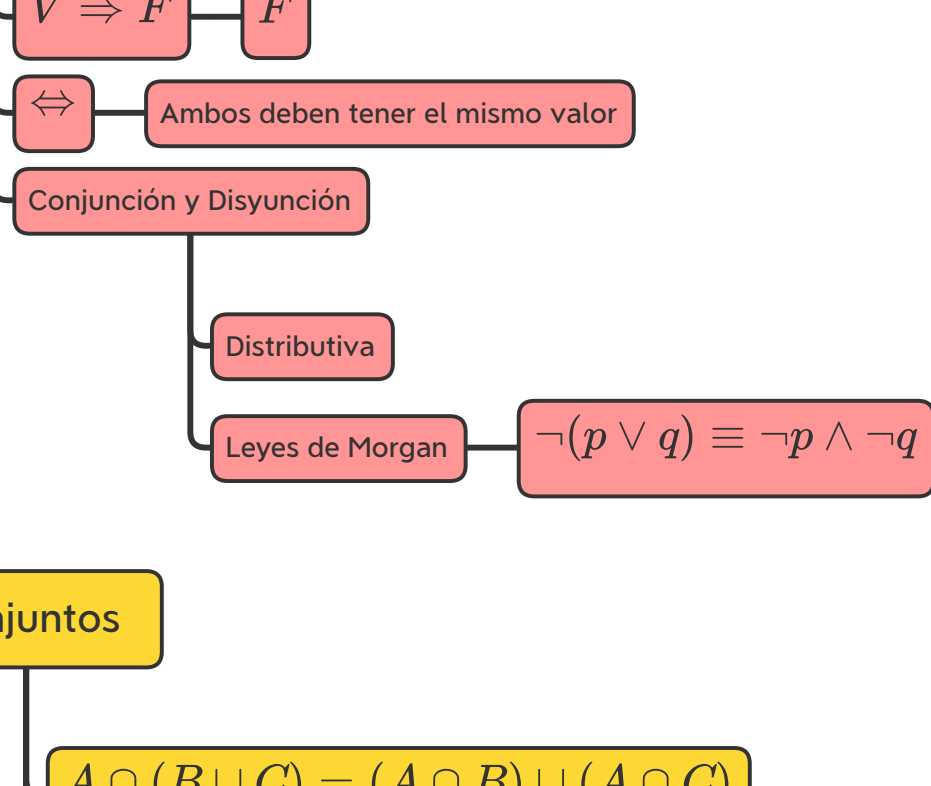 V ⇒ F
F
⇔
Ambos deben tener el mismo valor
Conjunción y Disyunción
Distributiva
Leyes de Morgan
¬(p ∨ q) ≡ ¬p ∧ ¬q
A ∩ (B ∪ C) = (A ∩ B) ∪ (A ∩ C)